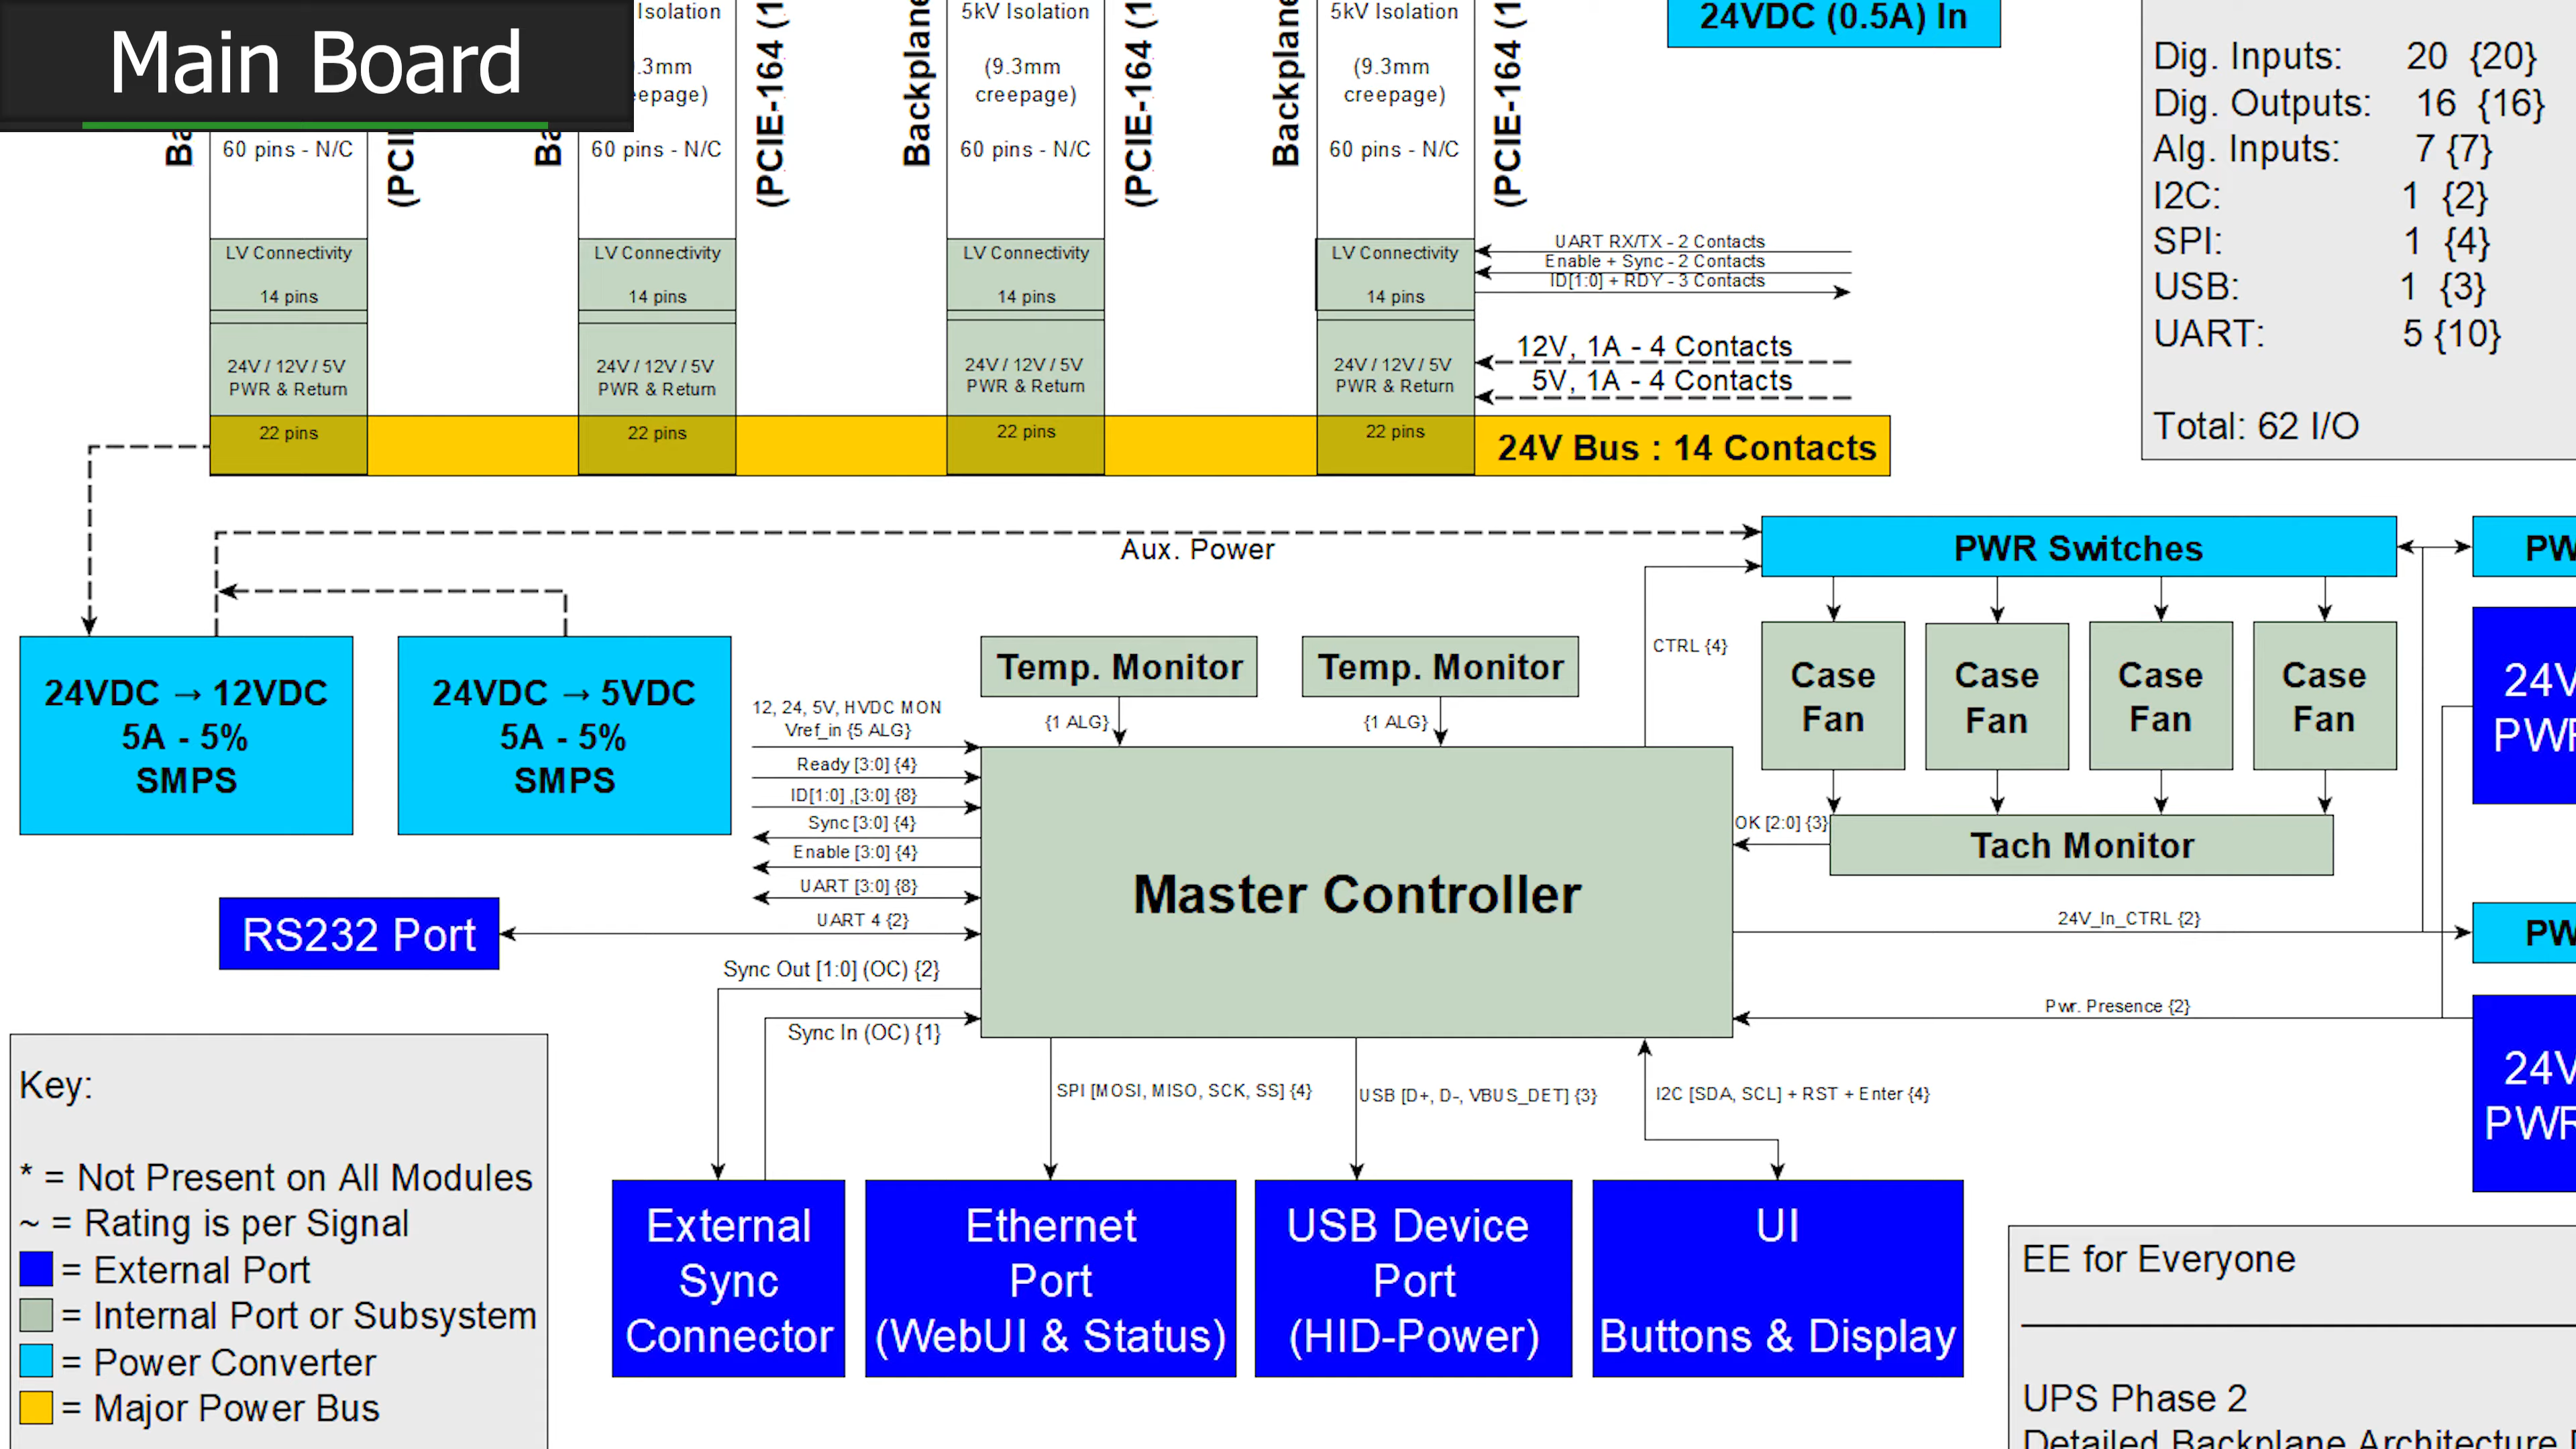 Main Board
Isolation
5kV Isolation
5kV Isolation
24VDC (0.5A) In
.3mm
(9.3mm
(9.3mm
creepage)
creepage)
60 pins - N/C
60 pins - N/C
60 pins - N/C
60 pins - N/C
Backplane
Backplane
(PCIE-164 (1
(PCIE-164 (1
(PCIE-164 (1
Dig. Inputs: 20 {20}
Dig. Outputs: 16 {16}
Alg. Inputs: 7 {7}
I2C: 1 {2}
SPI: 1 {4}
USB: 1 {3}
UART: 5 {10}
Total: 62 I/O
LV Connectivity
14 pins
LV Connectivity
14 pins
LV Connectivity
14 pins
LV Connectivity
14 pins
UART RX/TX - 2 Contacts
Enable + Sync - 2 Contacts
ID[1:0] + RDY - 3 Contacts
24V / 12V / 5V
PWR & Return
24V / 12V / 5V
PWR & Return
24V / 12V / 5V
PWR & Return
24V / 12V / 5V
PWR & Return
12V, 1A - 4 Contacts
5V, 1A - 4 Contacts
22 pins
22 pins
22 pins
22 pins
24V Bus : 14 Contacts
Aux. Power
PWR Switches
CTRL {4}
24VDC → 12VDC
5A - 5%
SMPS
24VDC → 5VDC
5A - 5%
SMPS
Temp. Monitor
Temp. Monitor
{1 ALG}
{1 ALG}
Case
Fan
Case
Fan
Case
Fan
Case
Fan
24V
12, 24, 5V, HVDC MON
Vref_in {5 ALG}
Ready [3:0] {4}
ID[1:0] ,[3:0] {8}
Sync [3:0] {4}
Enable [3:0] {4}
UART [3:0] {8}
UART 4 {2}
OK [2:0] {3}
Tach Monitor
Master Controller
RS232 Port
24V_In_CTRL {2}
Sync Out [1:0] (OC) {2}
Sync In (OC) {1}
Pwr. Presence {2}
24V
SPI [MOSI, MISO, SCK, SS] {4}
USB [D+, D-, VBUS_DET] {3}
I2C [SDA, SCL] + RST + Enter {4}
External
Sync
Connector
Ethernet
Port
(WebUI & Status)
USB Device
Port
(HID-Power)
UI
Buttons & Display
Key:
* = Not Present on All Modules
~ = Rating is per Signal
= External Port
= Internal Port or Subsystem
= Power Converter
= Major Power Bus
EE for Everyone
UPS Phase 2
Detailed Backplane Architecture